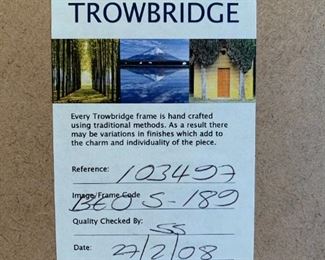 TROWBRIDGE
Every Trowbridge frame is hand crafted
using traditional methods. As a result there
may be variations in finishes which add to
the charm and individuality of the piece.
Reference: 103497
Image/Frame Code BEO S-189
Quality Checked By: SS
Date: 27/2/08